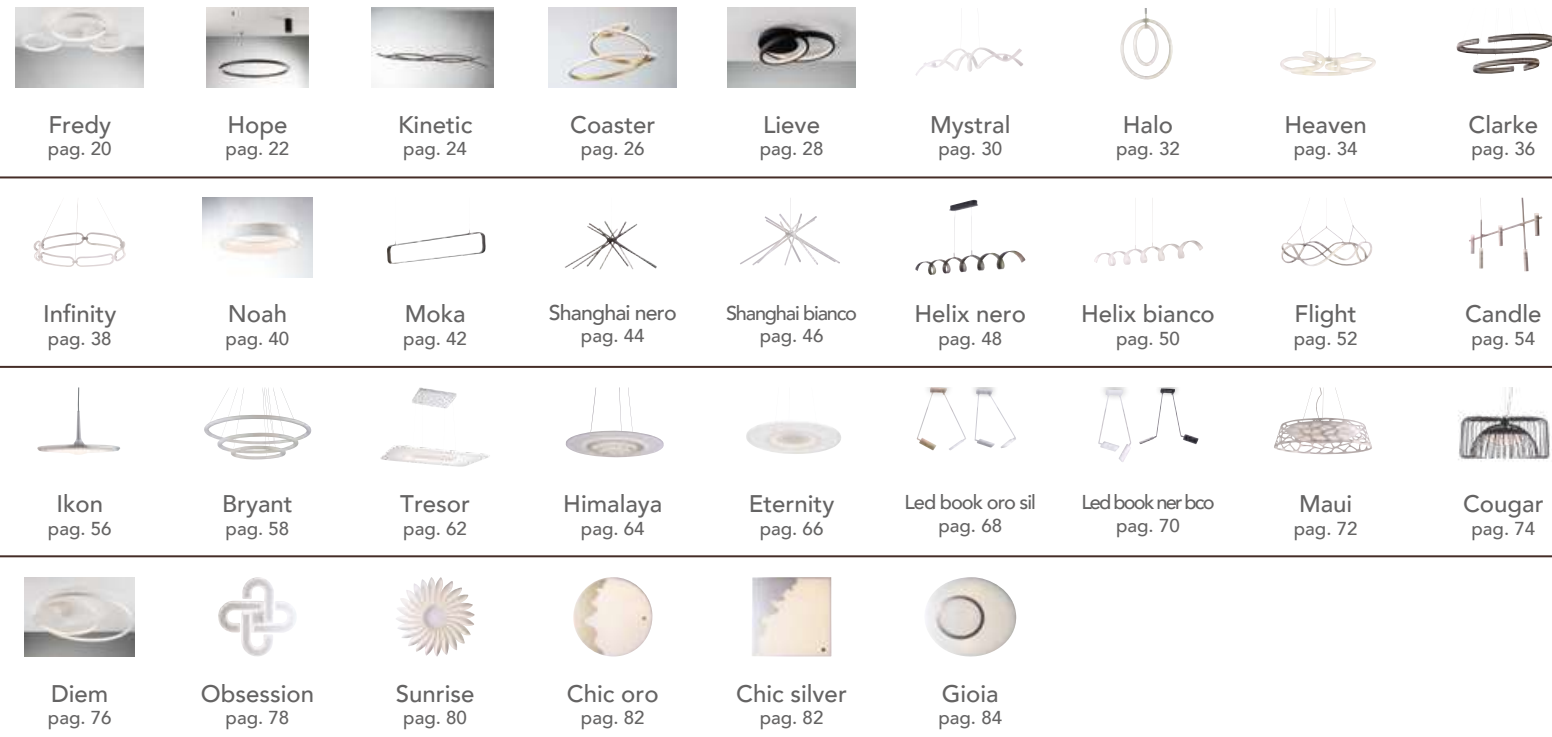 Fredy
pag. 20
Hope
pag. 22
Kinetic
pag. 24
Coaster
pag. 26
Lieve
pag. 28
Mystral
pag. 30
Halo
pag. 32
Heaven
pag. 34
Clarke
pag. 36
Infinity
pag. 38
Noah
pag. 40
Moka
pag. 42
Shanghai nero
pag. 44
Shanghai bianco
pag. 46
Helix nero
pag. 48
Helix bianco
pag. 50
Flight
pag. 52
Candle
pag. 54
Ikon
pag. 56
Bryant
pag. 58
Tresor
pag. 62
Himalaya
pag. 64
Eternity
pag. 66
Led book oro sil
pag. 68
Led book ner bco
pag. 70
Maui
pag. 72
Cougar
pag. 74
Diem
pag. 76
Obsession
pag. 78
Sunrise
pag. 80
Chic oro
pag. 82
Chic silver
pag. 82
Gioia
pag. 84